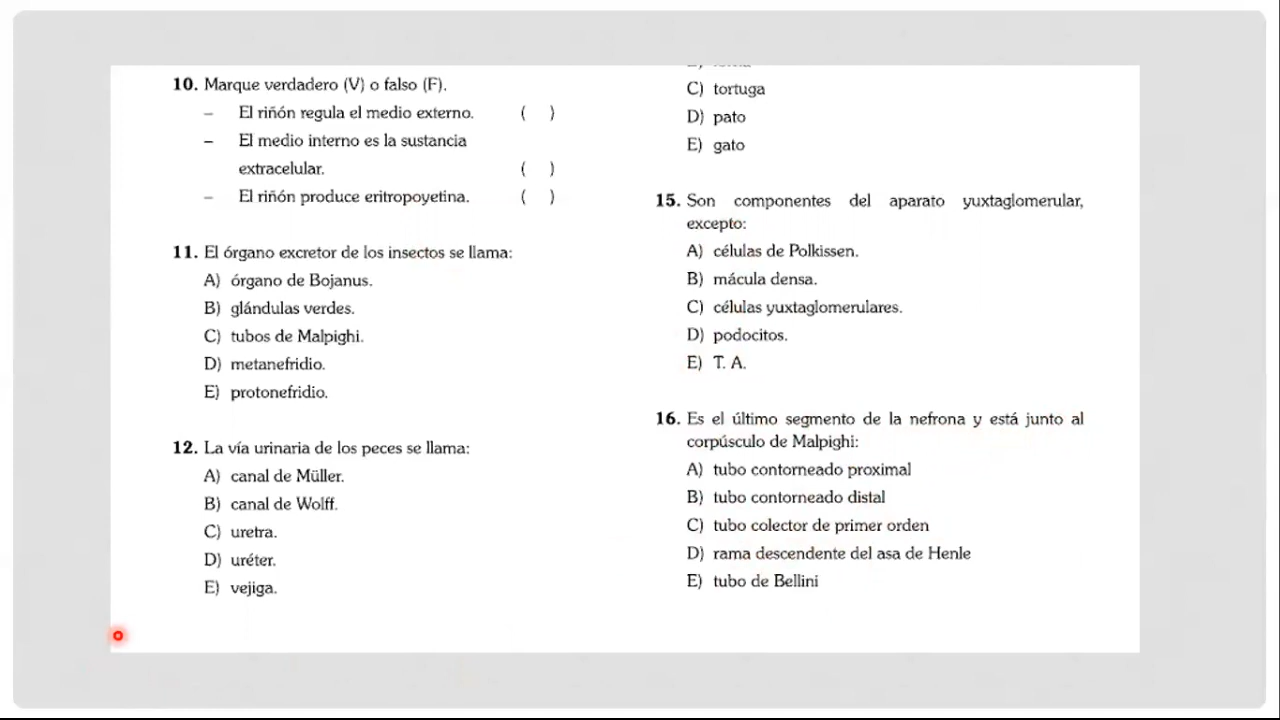 10. Marque verdadero (V) o falso (F).
– El riñón regula el medio externo. ( )
– El medio interno es la sustancia
extracelular. ( )
– El riñón produce eritropoyetina. ( )
11. El órgano excretor de los insectos se llama:
A) órgano de Bojanus.
B) glándulas verdes.
C) tubos de Malpighi.
D) metanefridio.
E) protonefridio.
12. La vía urinaria de los peces se llama:
A) canal de Müller.
B) canal de Wolff.
C) uretra.
D) uréter.
E) vejiga.
C) tortuga
D) pato
E) gato
15. Son componentes del aparato yuxtaglomerular,
excepto:
A) células de Polkissen.
B) mácula densa.
C) células yuxtaglomerulares.
D) podocitos.
E) T. A.
16. Es el último segmento de la nefrona y está junto al
corpúsculo de Malpighi:
A) tubo contorneado proximal
B) tubo contorneado distal
C) tubo colector de primer orden
D) rama descendente del asa de Henle
E) tubo de Bellini